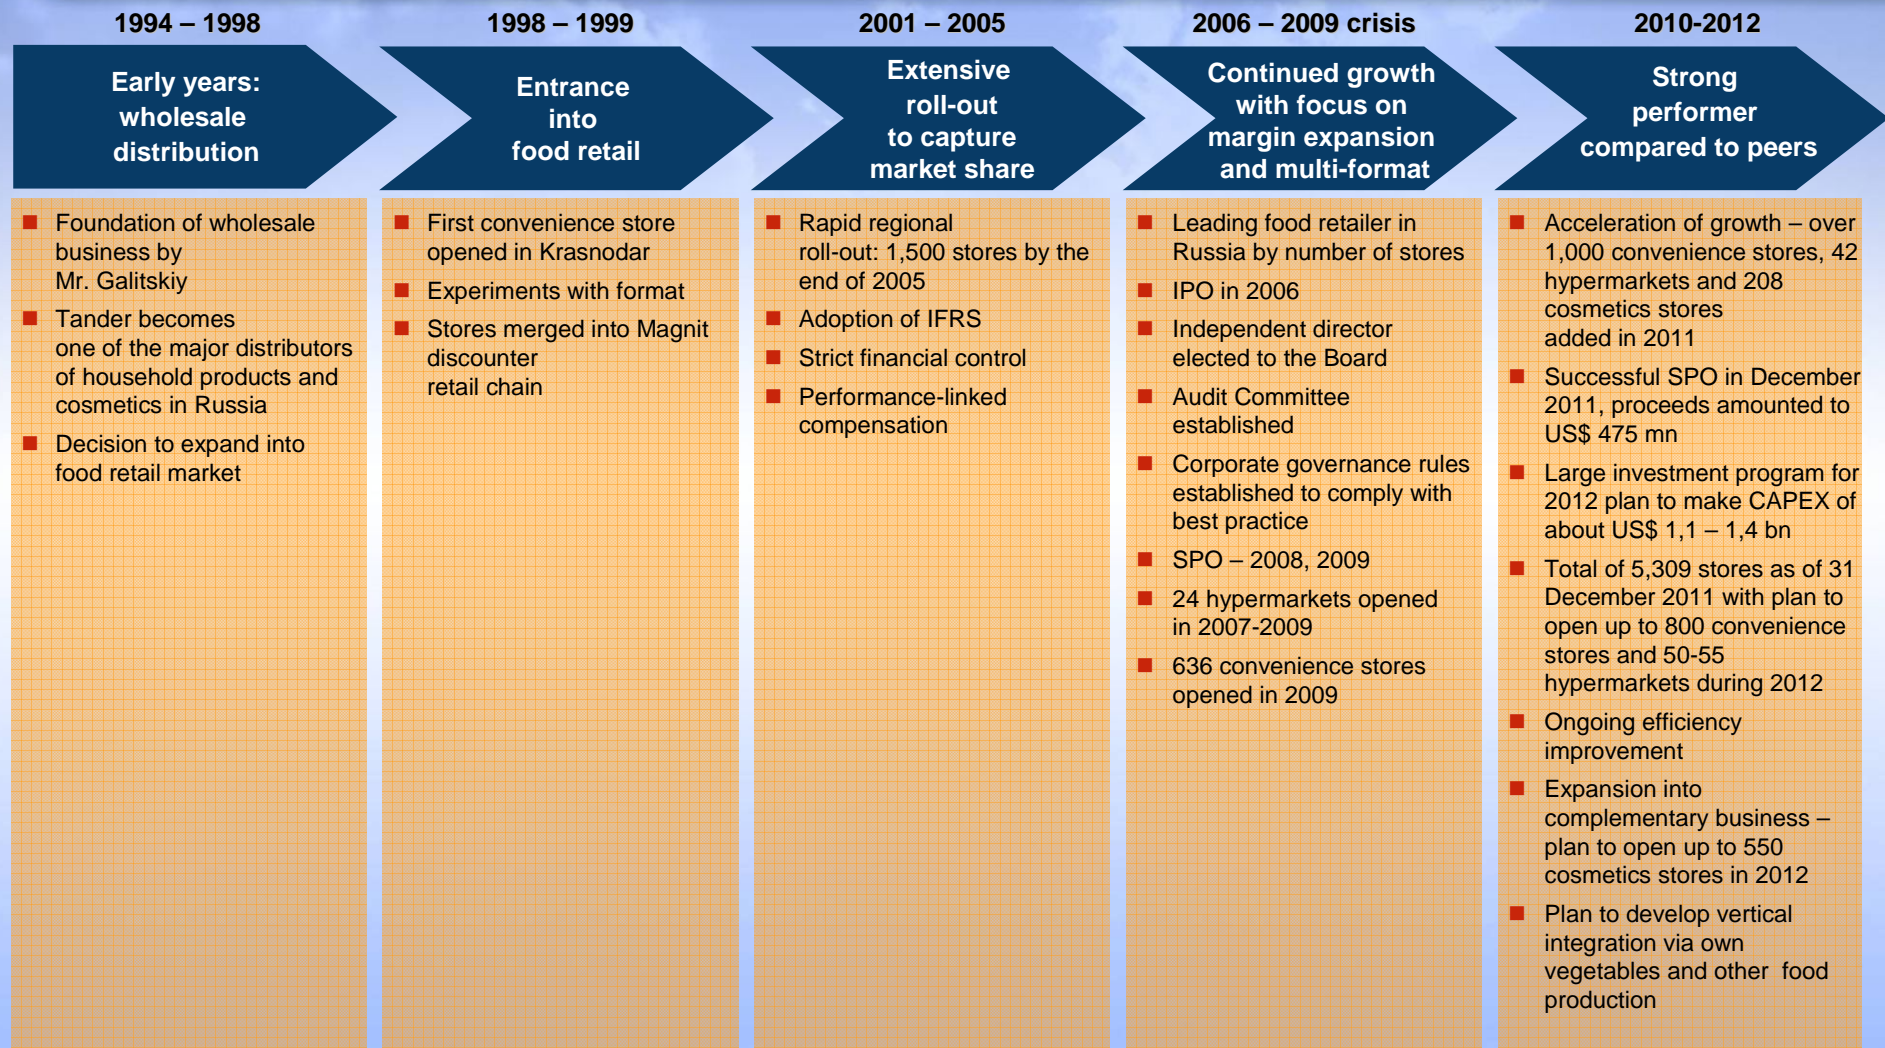 1994 – 1998
Early years:
wholesale
distribution
Foundation of wholesale
business by
Mr. Galitskiy
Tander becomes
one of the major distributors
of household products and
cosmetics in Russia
Decision to expand into
food retail market
1998 – 1999
Entrance
into
food retail
First convenience store
opened in Krasnodar
Experiments with format
Stores merged into Magnit
discounter
retail chain
2001 – 2005
Extensive
roll-out
to capture
market share
Rapid regional
roll-out: 1,500 stores by the
end of 2005
Adoption of IFRS
Strict financial control
Performance-linked
compensation
2006 – 2009 crisis
Continued growth
with focus on
margin expansion
and multi-format
Leading food retailer in
Russia by number of stores
IPO in 2006
Independent director
elected to the Board
Audit Committee
established
Corporate governance rules
established to comply with
best practice
SPO – 2008, 2009
24 hypermarkets opened
in 2007-2009
636 convenience stores
opened in 2009
2010-2012
Strong
performer
compared to peers
Acceleration of growth – over
1,000 convenience stores, 42
hypermarkets and 208
cosmetics stores
added in 2011
Successful SPO in December
2011, proceeds amounted to
US$ 475 mn
Large investment program for
2012 plan to make CAPEX of
about US$ 1,1 – 1,4 bn
Total of 5,309 stores as of 31
December 2011 with plan to
open up to 800 convenience
stores and 50-55
hypermarkets during 2012
Ongoing efficiency
improvement
Expansion into
complementary business –
plan to open up to 550
cosmetics stores in 2012
Plan to develop vertical
integration via own
vegetables and other  food
production